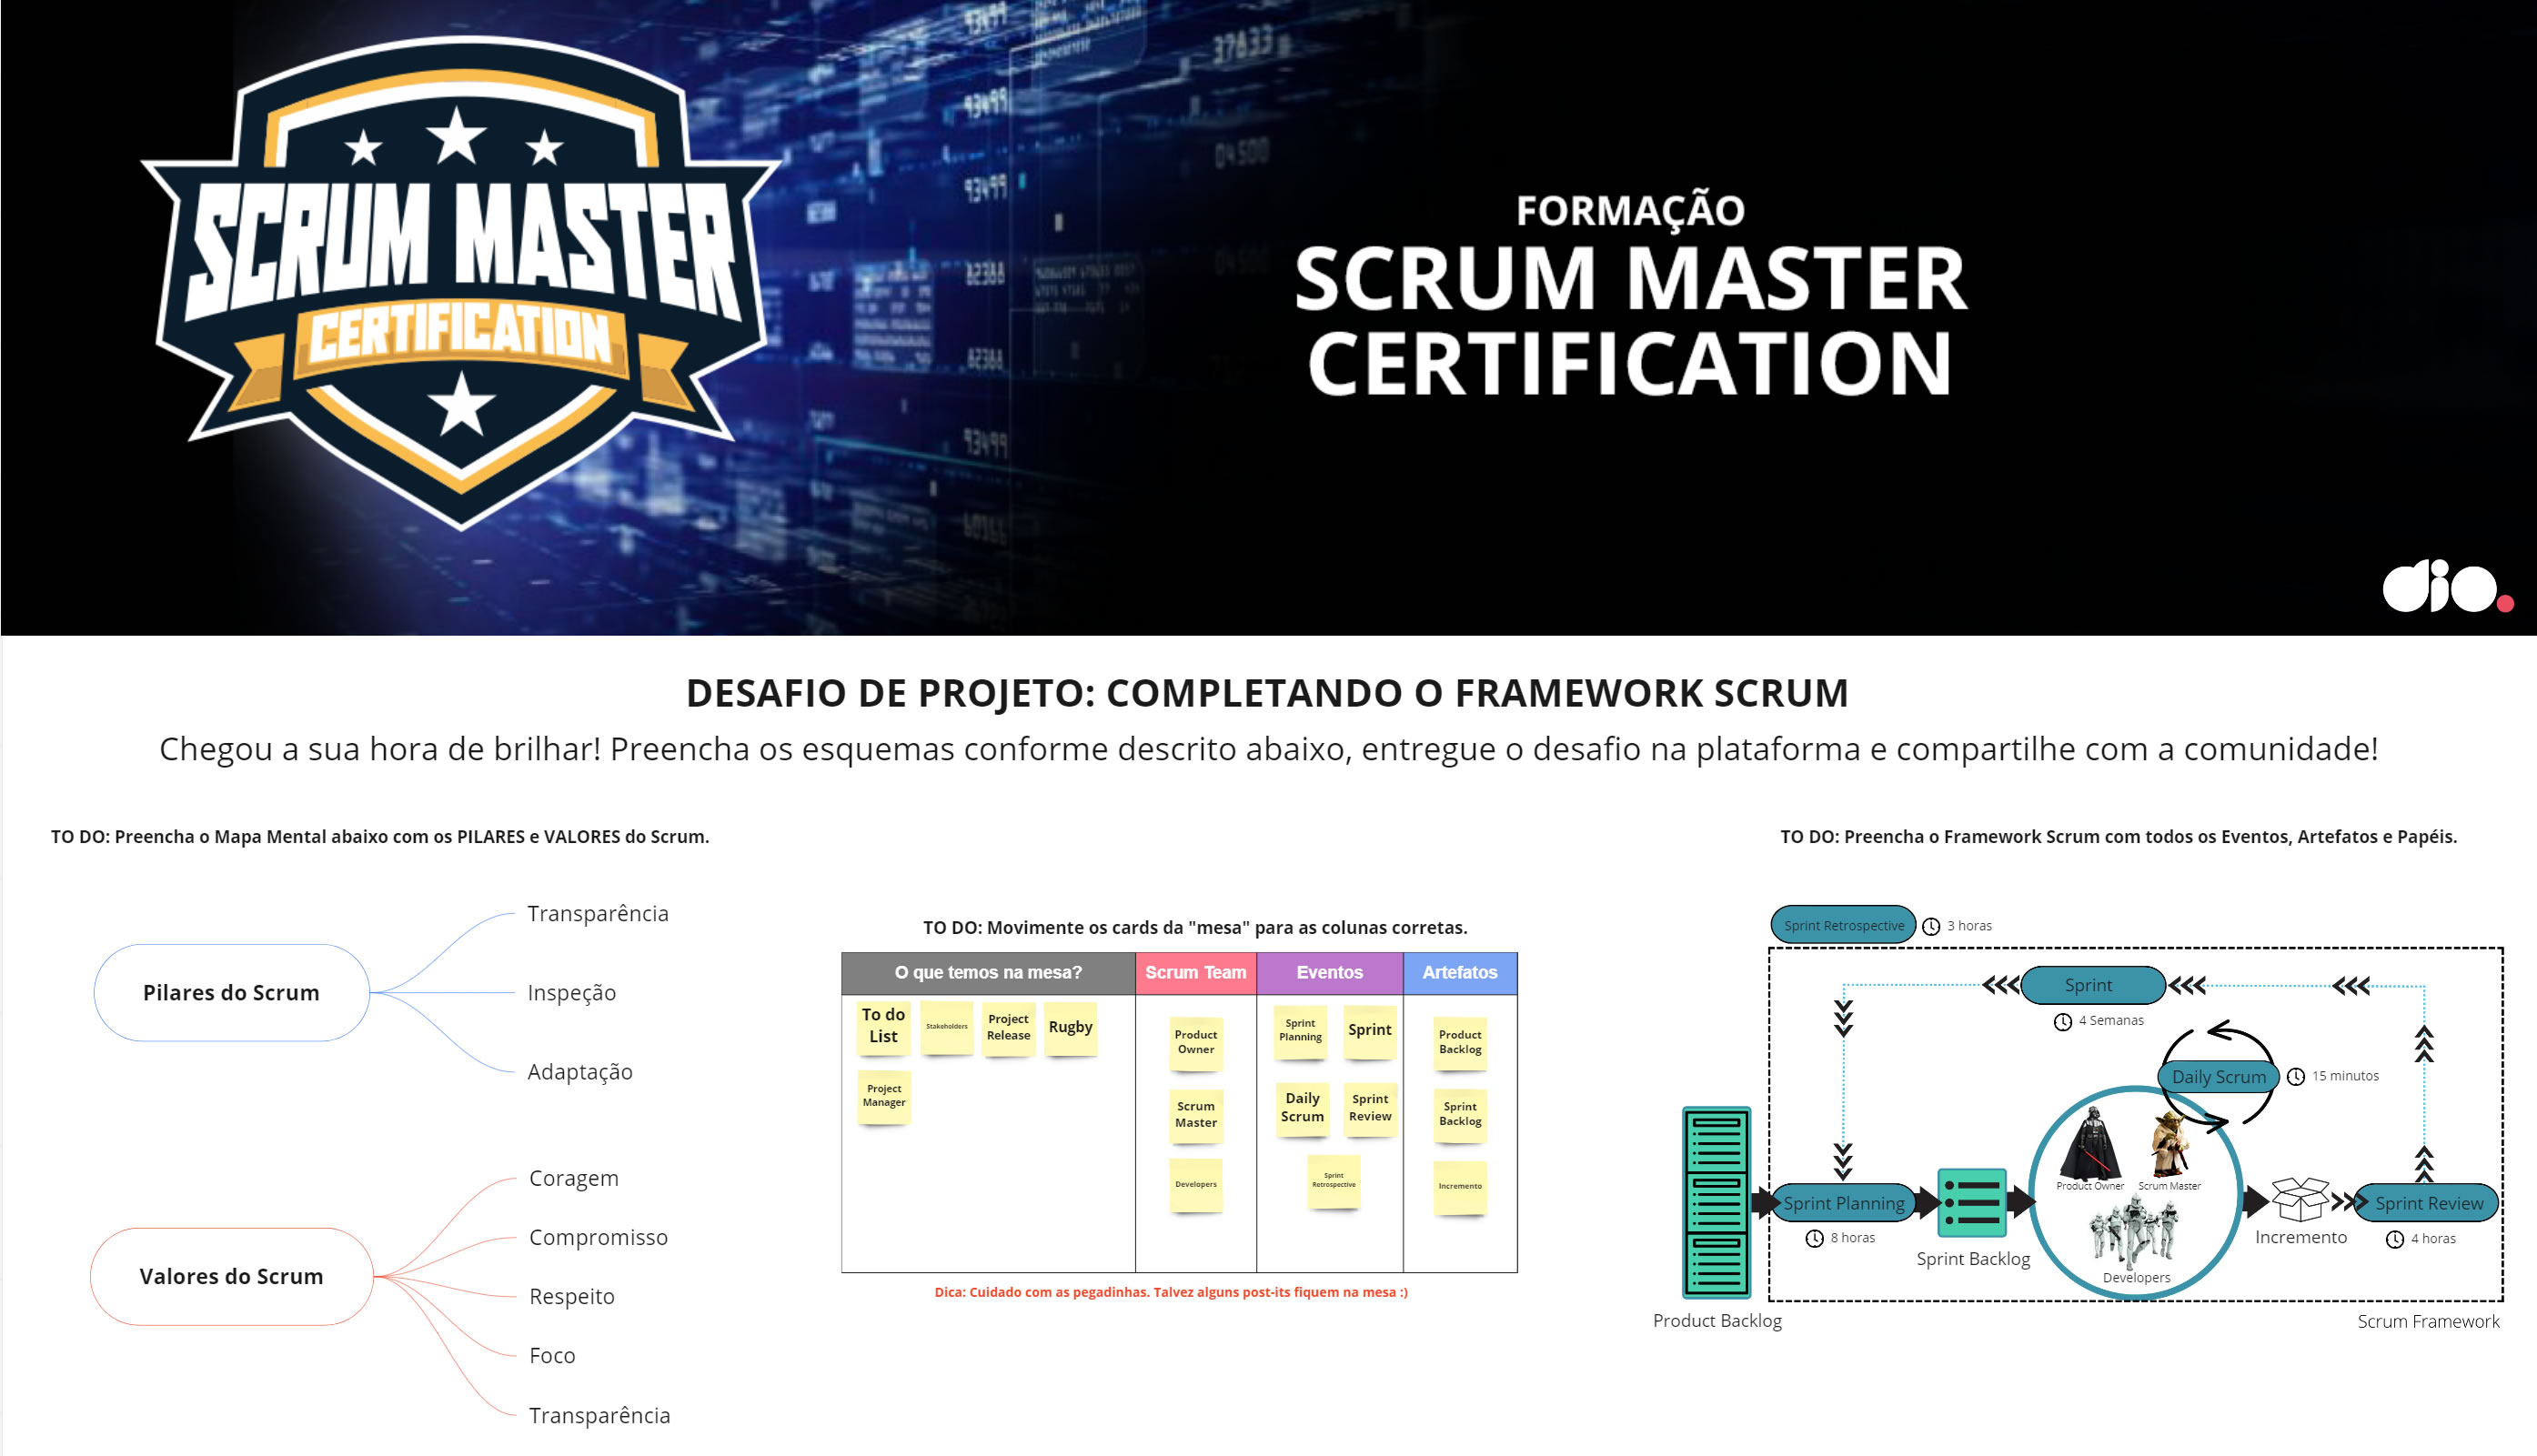 SCRUM MASTER
CERTIFICATION
93499
37633
93499
04500
93499
82388
82388
93499
FORMAÇÃO
SCRUM MASTER
CERTIFICATION
dio.
DESAFIO DE PROJETO: COMPLETANDO O FRAMEWORK SCRUM
Chegou a sua hora de brilhar! Preencha os esquemas conforme descrito abaixo, entregue o desafio na plataforma e compartilhe com a comunidade!
TO DO: Preencha o Mapa Mental abaixo com os PILARES e VALORES do Scrum.
Pilares do Scrum
Transparência
Inspeção
Adaptação
Valores do Scrum
Coragem
Compromisso
Respeito
Foco
Transparência
TO DO: Movimente os cards da "mesa" para as colunas corretas.
O que temos na mesa?
Scrum Team
Eventos
Artefatos
To do
List
Stakeholders
Project
Release
Rugby
Project
Manager
Product
Owner
Scrum
Master
Developers
Sprint
Planning
Sprint
Daily
Scrum
Sprint
Review
Sprint
Retrospective
Product
Backlog
Sprint
Backlog
Incremento
Dica: Cuidado com as pegadinhas. Talvez alguns post-its fiquem na mesa :)
TO DO: Preencha o Framework Scrum com todos os Eventos, Artefatos e Papéis.
Sprint Retrospective
3 horas
Sprint
4 Semanas
Daily Scrum
15 minutos
Product Owner
Scrum Master
Sprint Planning
8 horas
Sprint Backlog
Developers
Incremento
Sprint Review
4 horas
Product Backlog
Scrum Framework